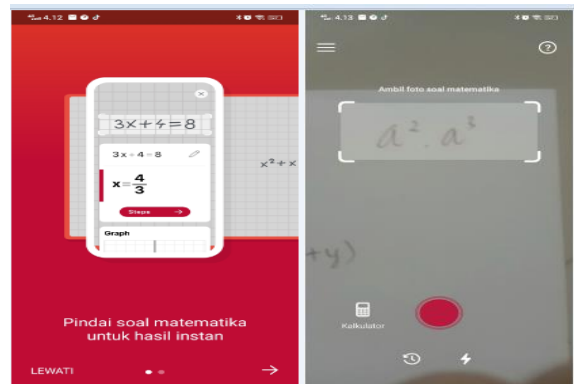 4.12
3x+4=8
3x+4=8
x=4/3
Steps →
Graph
x²+x
Pindai soal matematika
untuk hasil instan
LEWATI
4.13
?
Ambil foto soal matematika
a². a³
+y)
Kalkulator